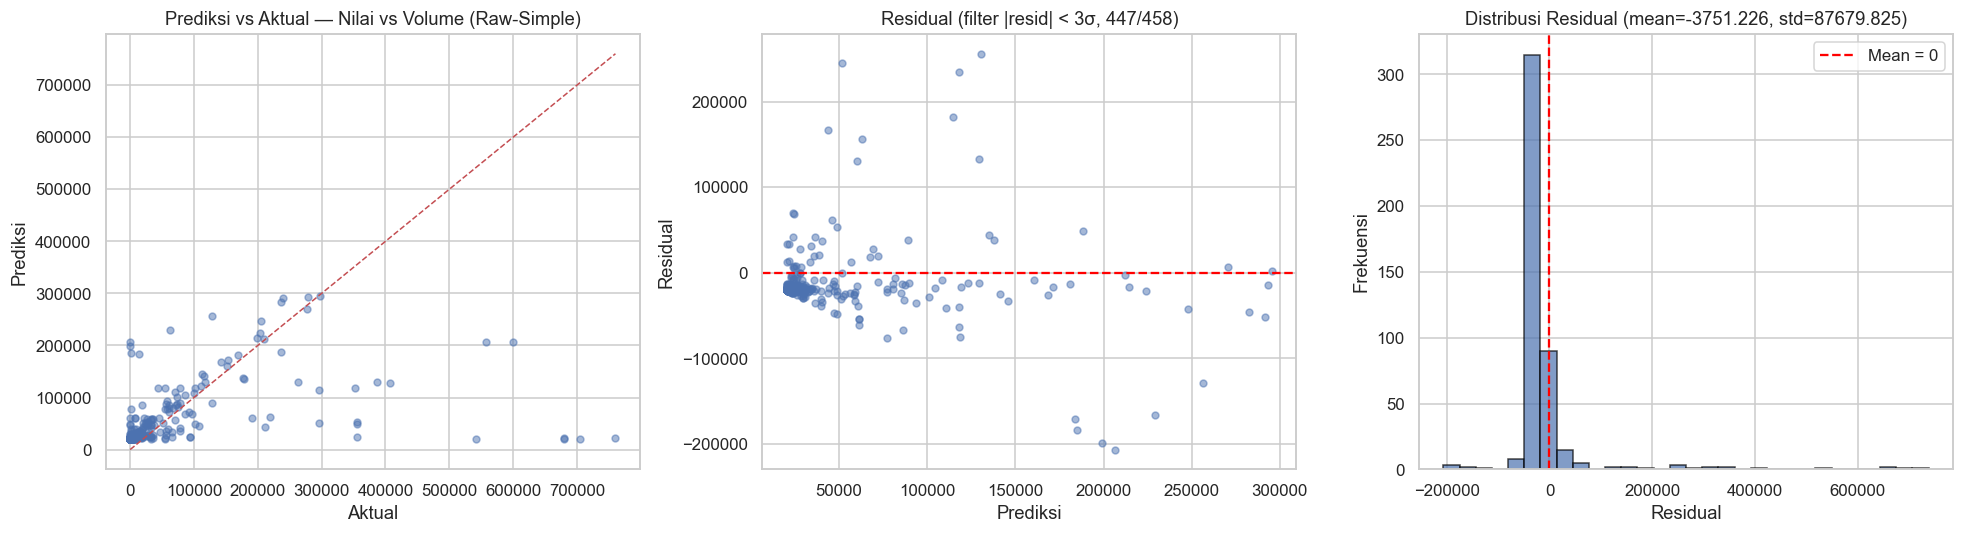 Prediksi vs Aktual — Nilai vs Volume (Raw-Simple)
Prediksi
700000
600000
500000
400000
300000
200000
100000
0
0 100000 200000 300000 400000 500000 600000 700000
Aktual
Residual (filter |resid| < 3σ, 447/458)
Residual
200000
100000
0
−100000
−200000
50000 100000 150000 200000 250000 300000
Prediksi
Distribusi Residual (mean=-3751.226, std=87679.825)
Mean = 0
Frekuensi
300
250
200
150
100
50
0
−200000 0 200000 400000 600000
Residual